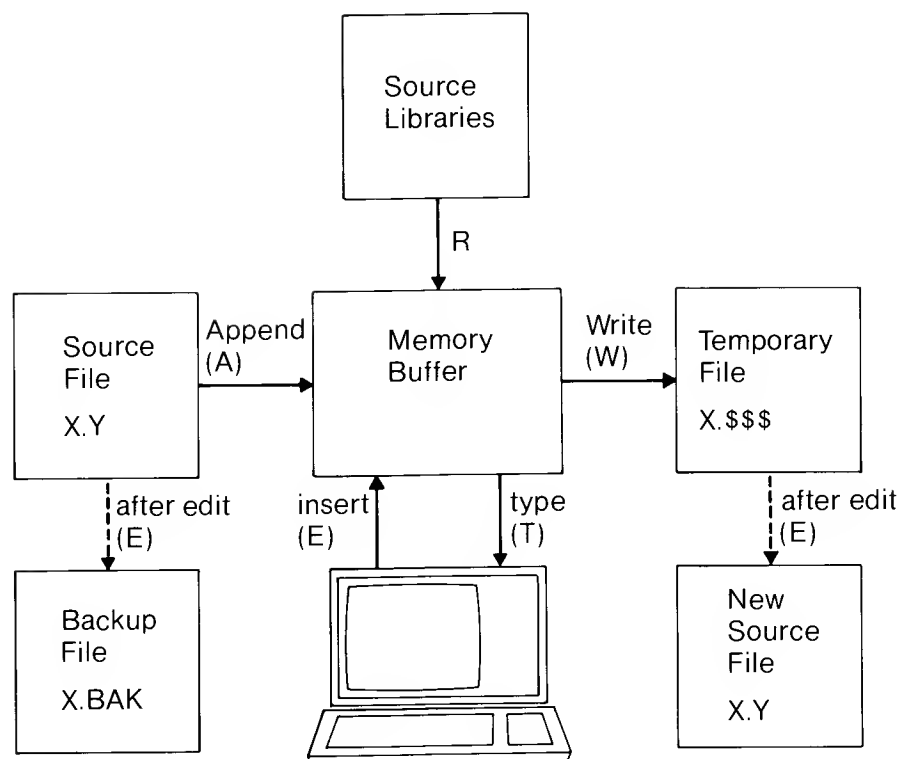 Source
Libraries
R
Source
File
X.Y
Append
(A)
Memory
Buffer
Write
(W)
Temporary
File
X.$$$
after edit
(E)
insert
(E)
type
(T)
after edit
(E)
Backup
File
X.BAK
New
Source
File
X.Y